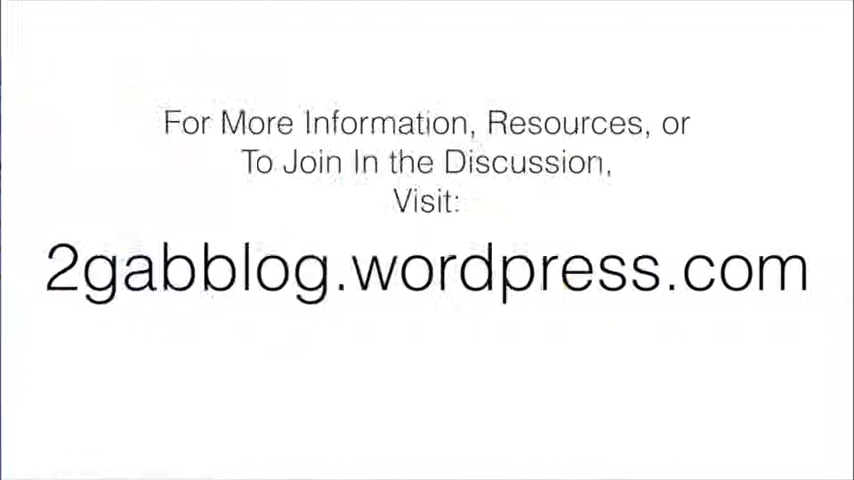 For More Information, Resources, or
To Join In the Discussion,
Visit:
2gabblog.wordpress.com